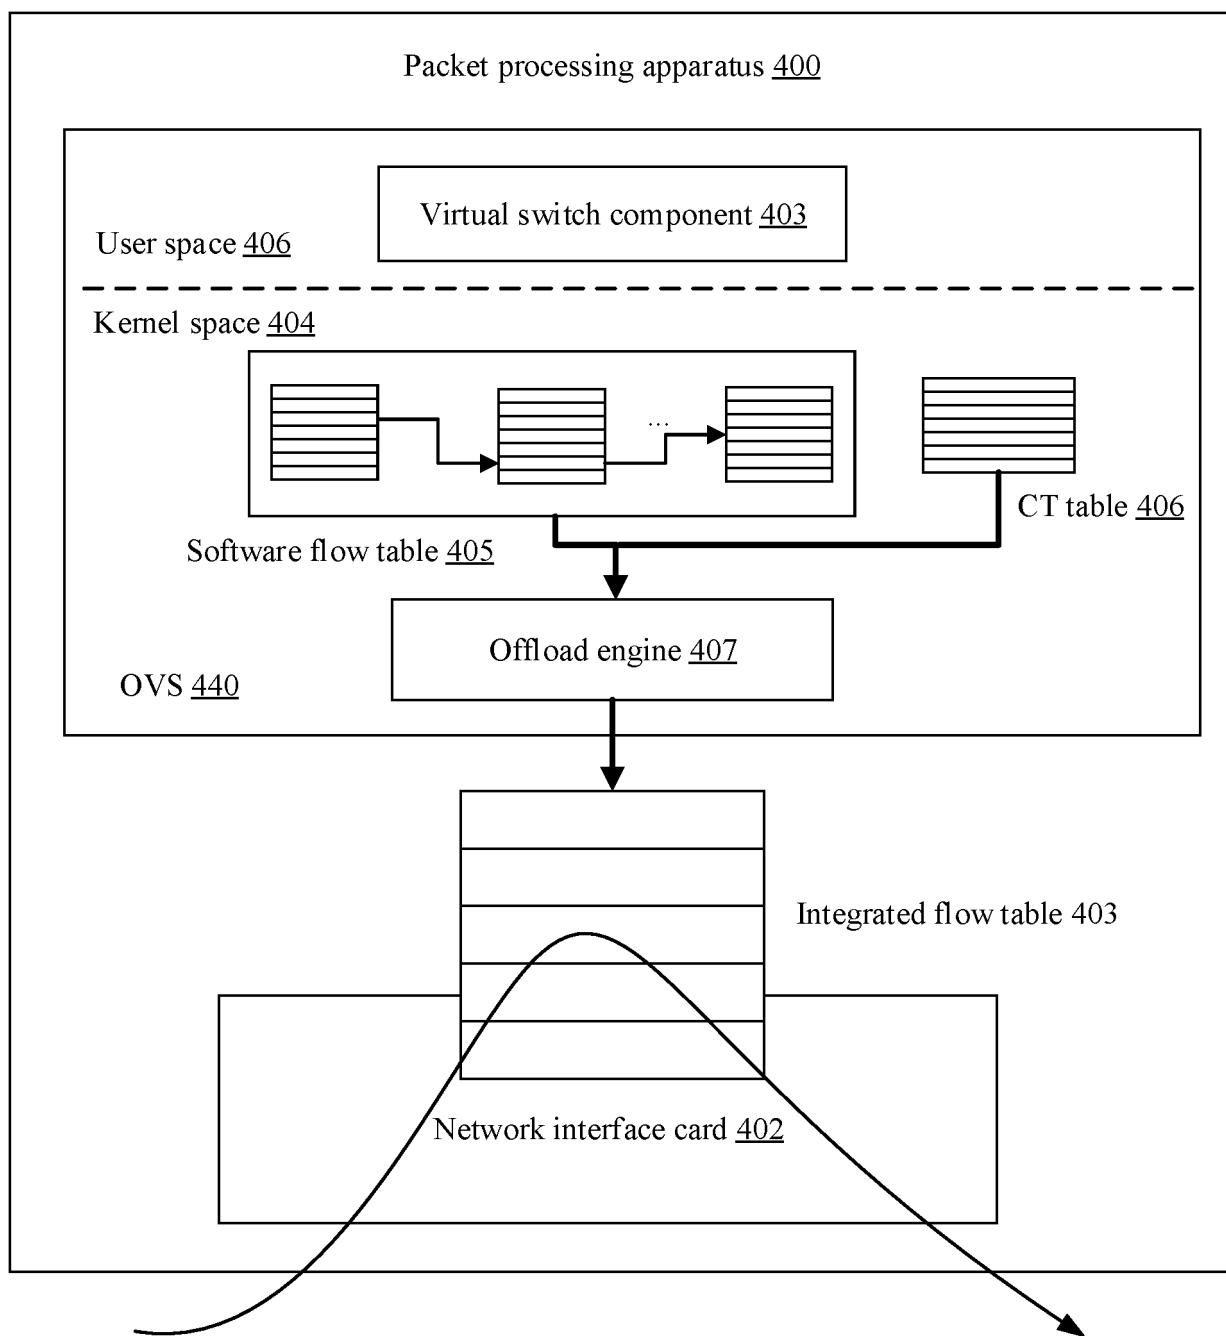 Packet processing apparatus 400
Virtual switch component 403
User space 406
Kernel space 404
...
CT table 406
Software flow table 405
Offload engine 407
OVS 440
Integrated flow table 403
Network interface card 402